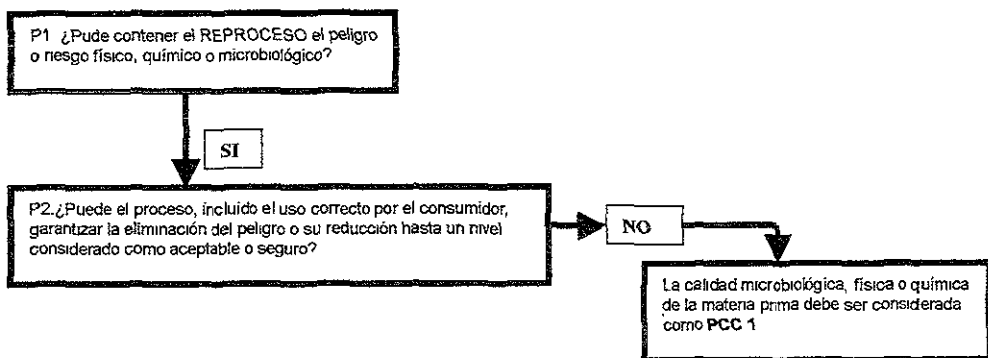 P1 ¿Pude contener el REPROCESO el peligro
o riesgo físico, químico o microbiológico?
SI
P2.¿Puede el proceso, incluido el uso correcto por el consumidor,
garantizar la eliminación del peligro o su reducción hasta un nivel
considerado como aceptable o seguro?
NO
La calidad microbiológica, física o química
de la materia prima debe ser considerada
como PCC 1